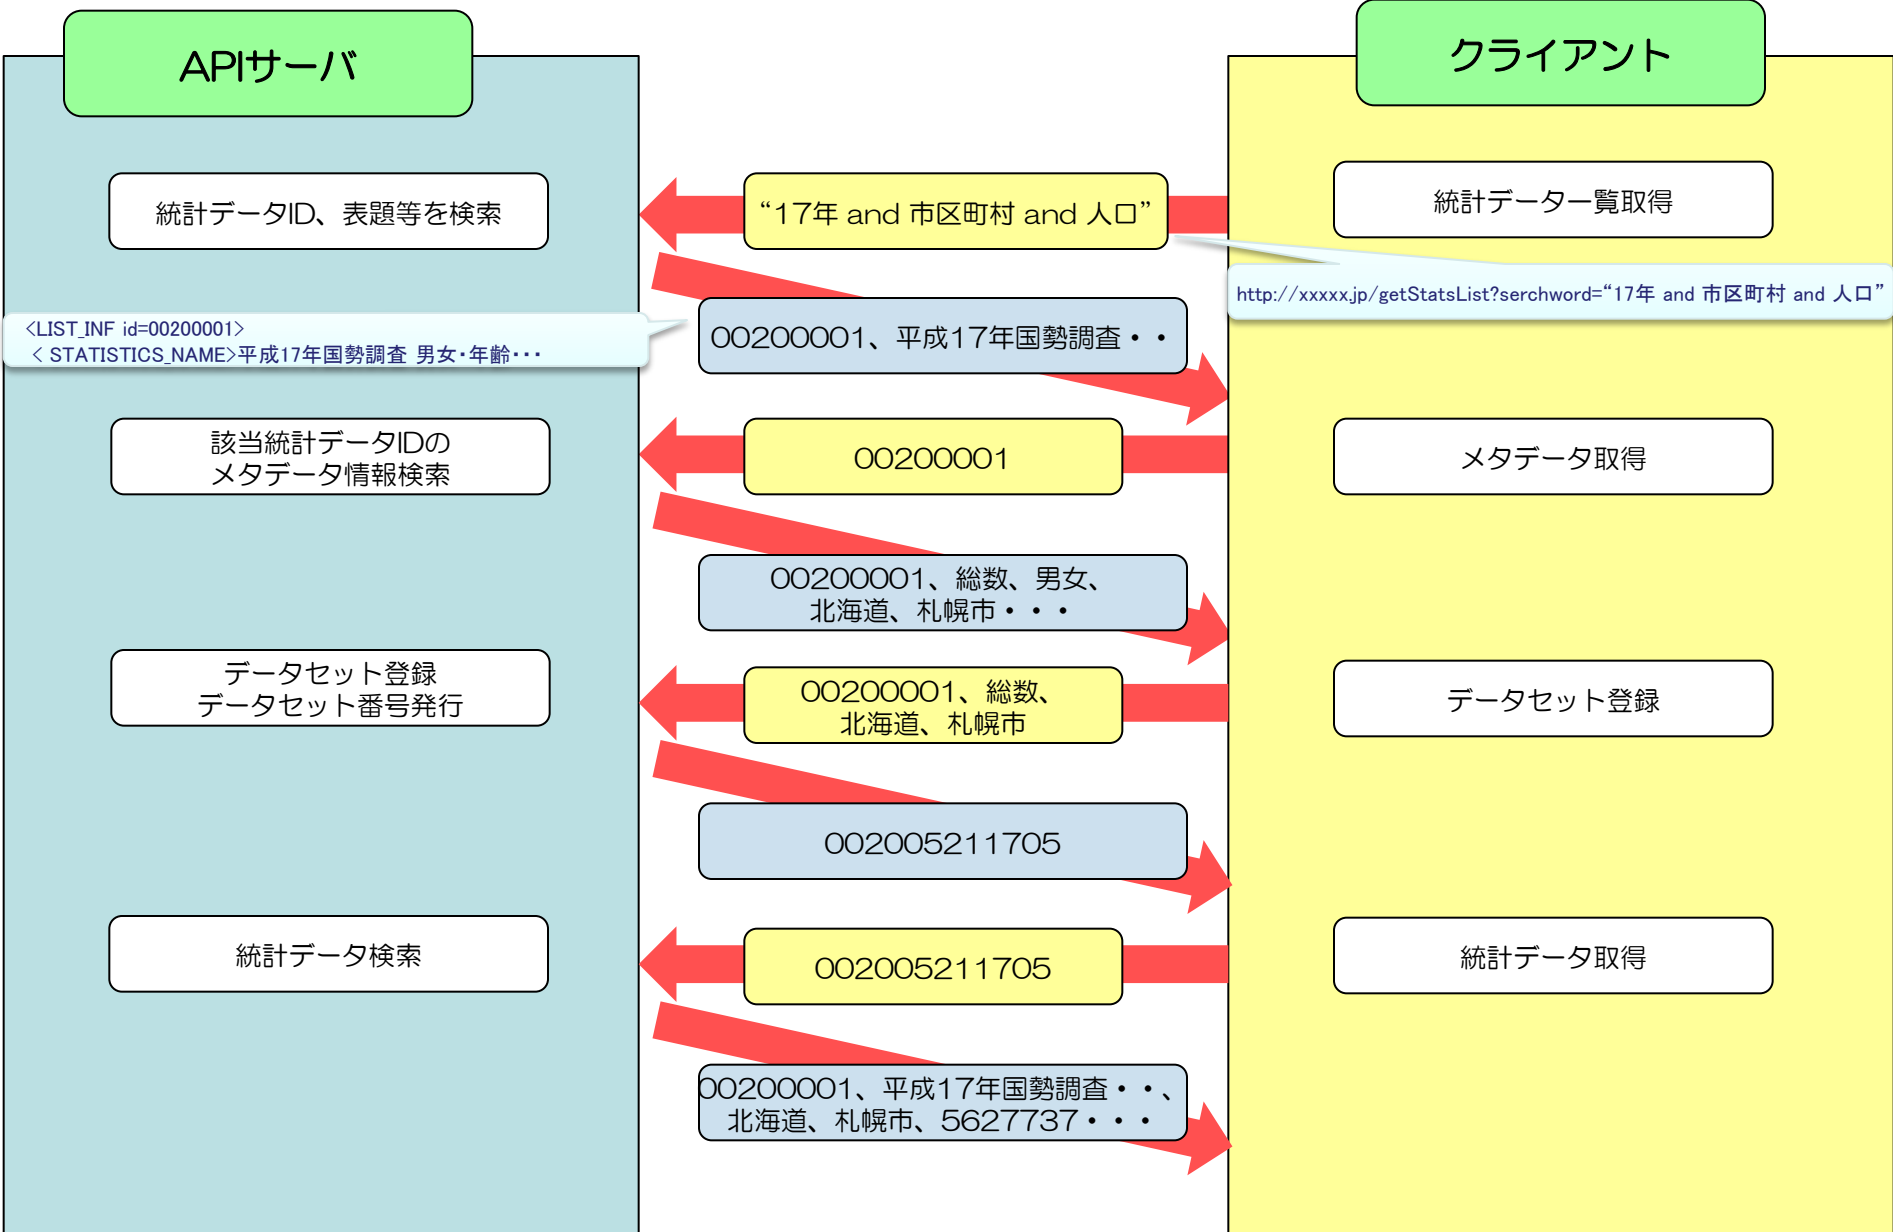 APIサーバ
クライアント
統計データID、表題等を検索
“17年 and 市区町村 and 人口”
統計データ一覧取得
http://xxxxx.jp/getStatsList?serchword=“17年 and 市区町村 and 人口”
<LIST_INF id=00200001>
< STATISTICS_NAME>平成17年国勢調査 男女・年齢・・・
00200001、平成17年国勢調査・・
該当統計データIDの
メタデータ情報検索
00200001
メタデータ取得
00200001、総数、男女、
北海道、札幌市・・・
データセット登録
データセット番号発行
00200001、総数、
北海道、札幌市
データセット登録
002005211705
統計データ検索
002005211705
統計データ取得
00200001、平成17年国勢調査・・、
北海道、札幌市、5627737・・・